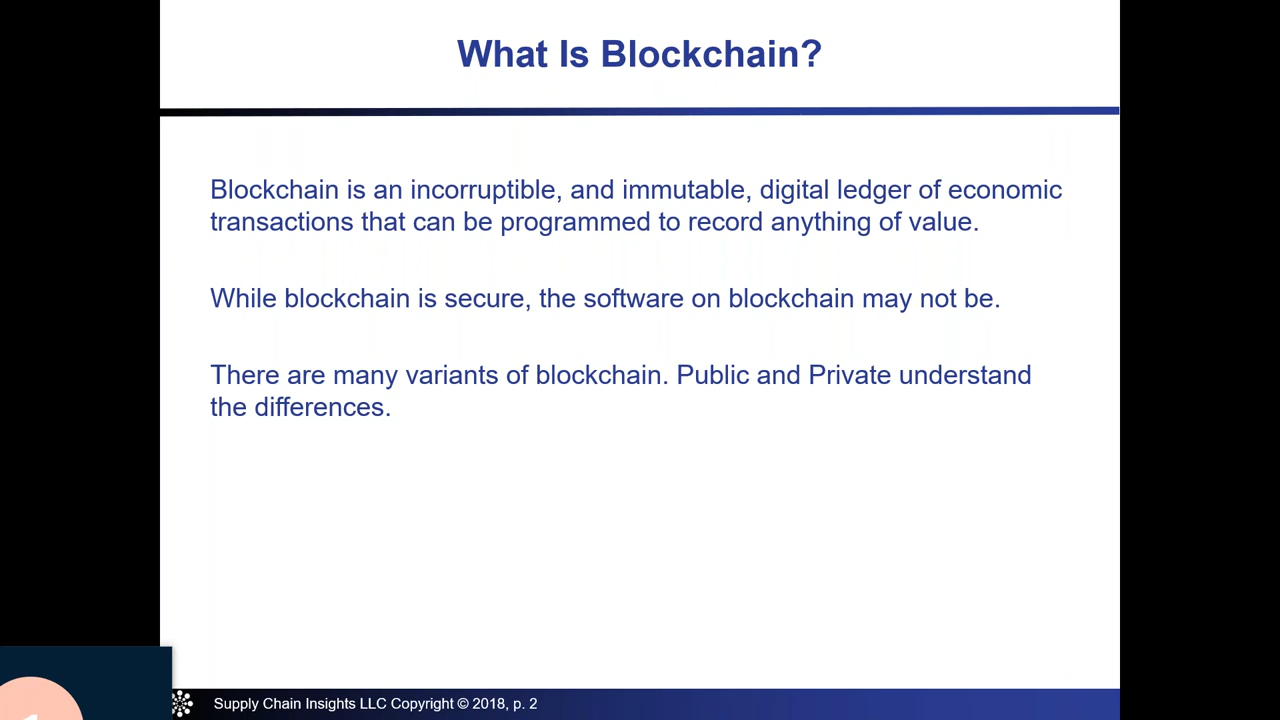 What Is Blockchain?
Blockchain is an incorruptible, and immutable, digital ledger of economic
transactions that can be programmed to record anything of value.
While blockchain is secure, the software on blockchain may not be.
There are many variants of blockchain. Public and Private understand
the differences.
Supply Chain Insights LLC Copyright © 2018, p. 2